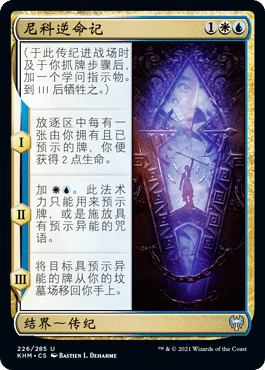 尼科逆命记
1
(于此传纪进战场时
及于你抓牌步骤后,
加一个学问指示物。
到 III 后牺牲之。)
I
放逐区中每有一
张由你拥有且已
预示的牌,你便
获得 2 点生命。
II
加 。此法术
力只能用来预示
牌,或是施放具
有预示异能的咒
语。
III
将目标具预示异
能的牌从你的坟
墓场移回你手上。
结界~传纪
226/285 U
KHM • CS BASTIEN L. DEHARME
™ & © 2021 Wizards of the Coast